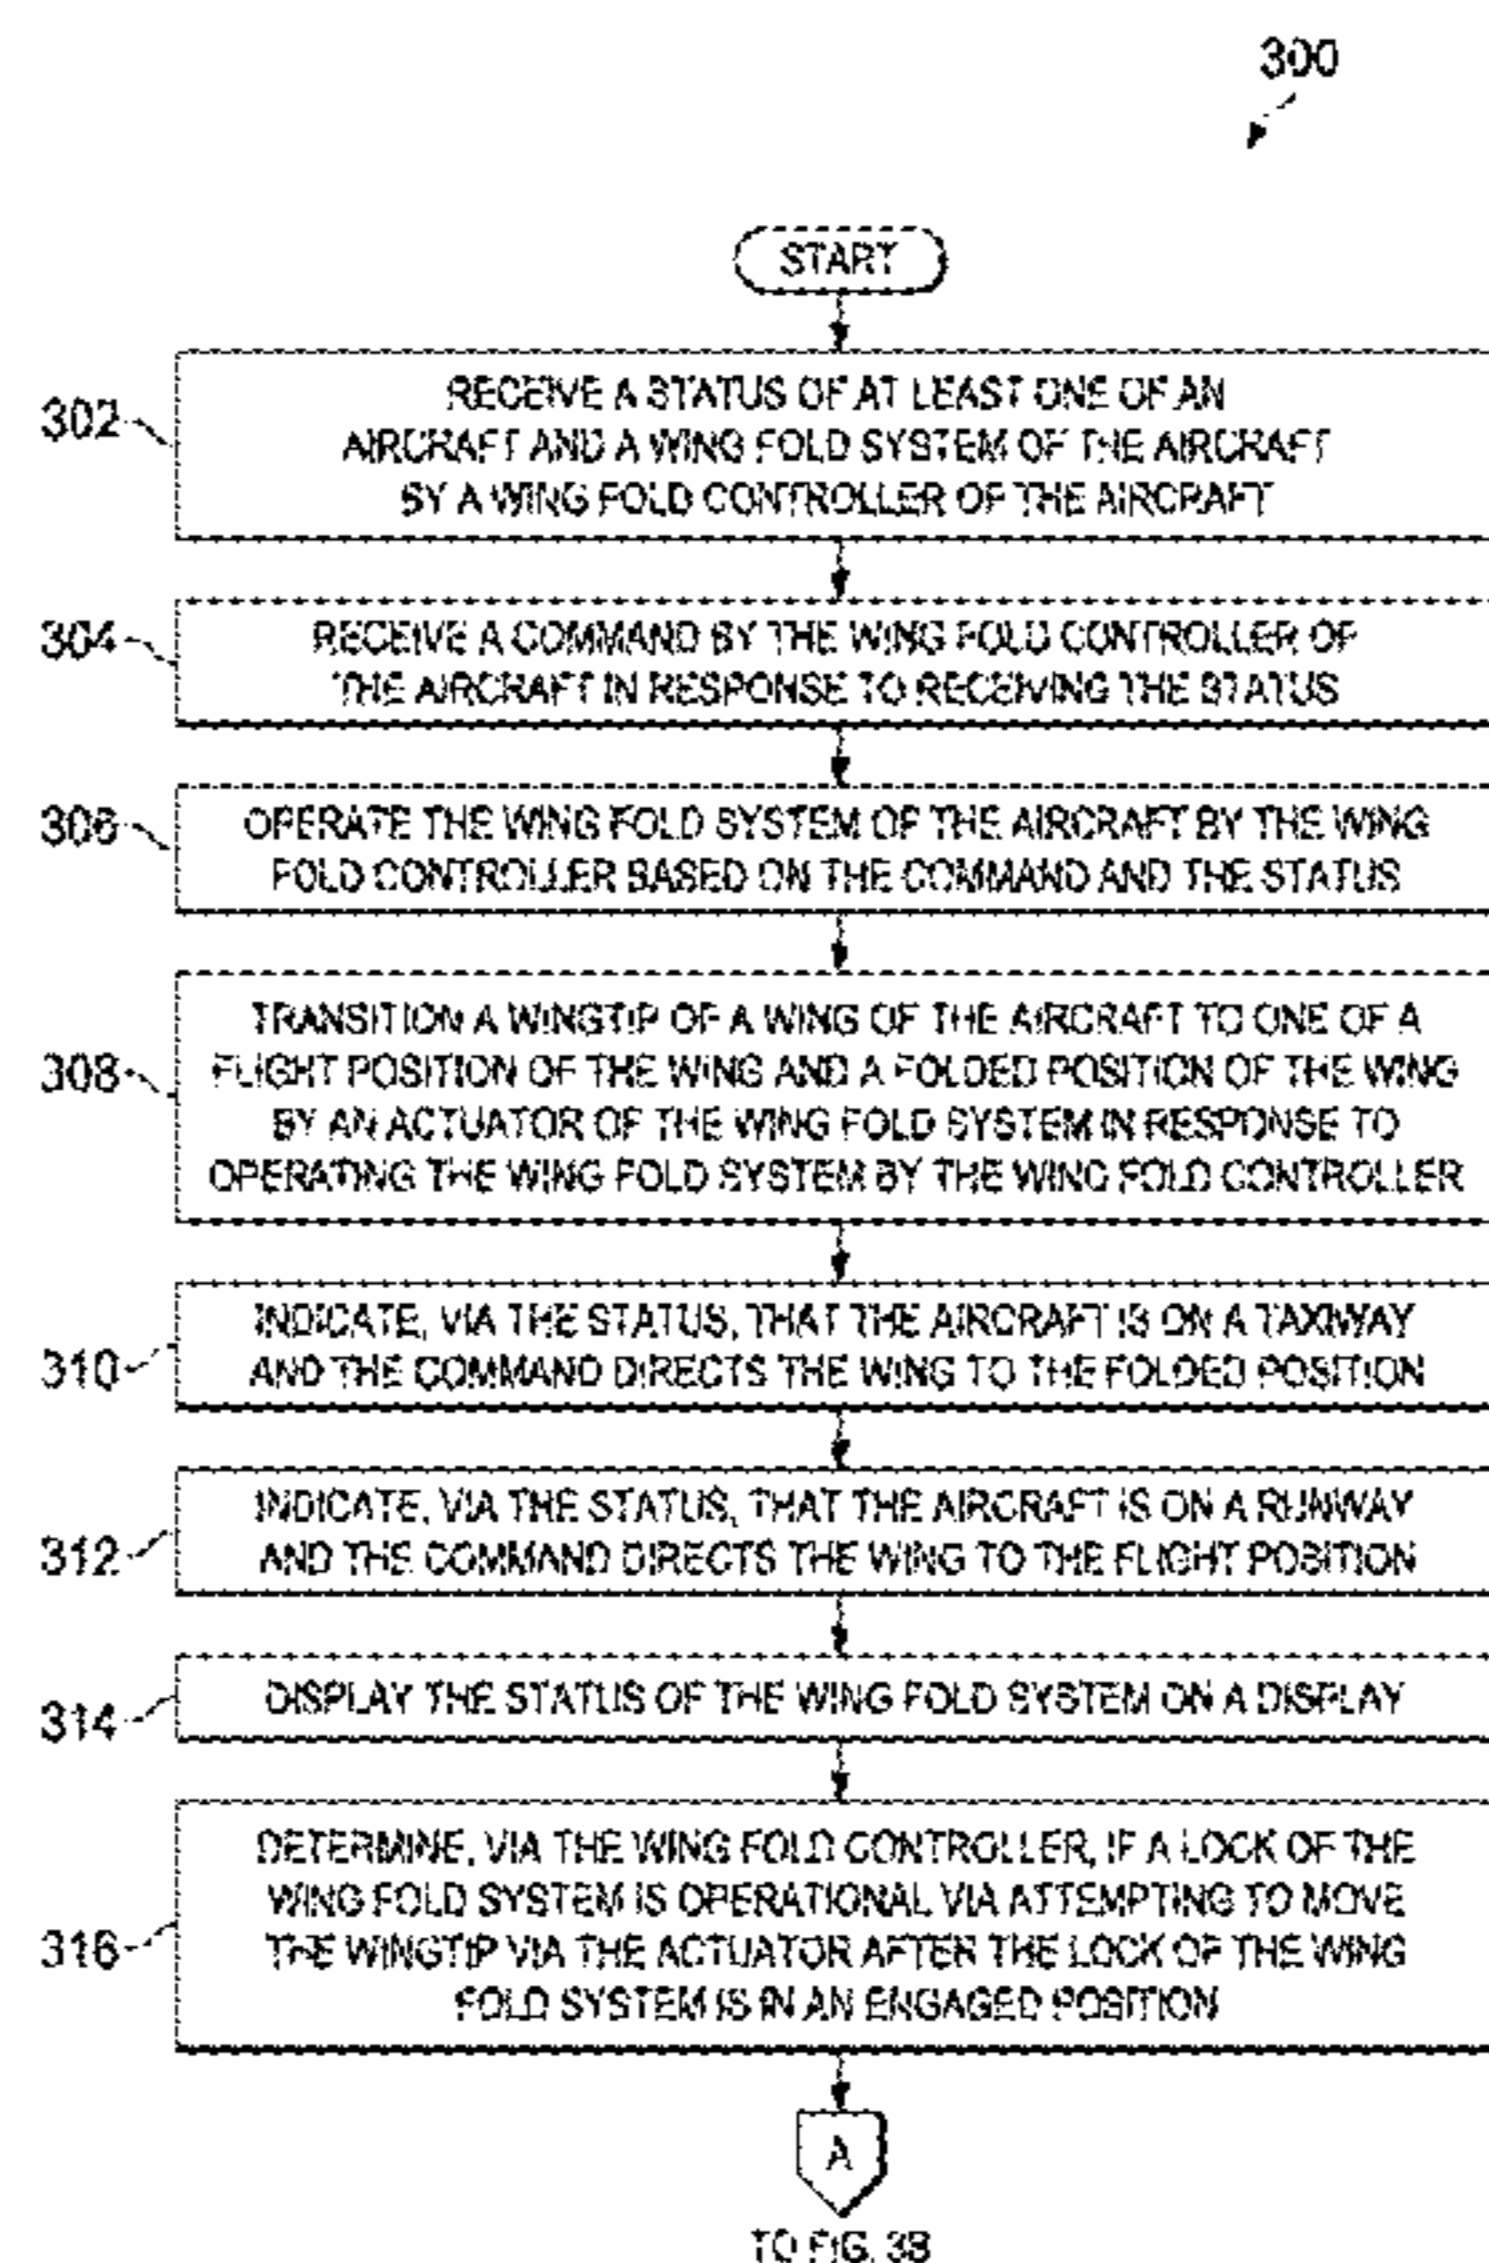 300
START
302
RECEIVE A STATUS OF AT LEAST ONE OF AN
AIRCRAFT AND A WING FOLD SYSTEM OF THE AIRCRAFT
BY A WING FOLD CONTROLLER OF THE AIRCRAFT
304
RECEIVE A COMMAND BY THE WING FOLD CONTROLLER OF
THE AIRCRAFT IN RESPONSE TO RECEIVING THE STATUS
306
OPERATE THE WING FOLD SYSTEM OF THE AIRCRAFT BY THE WING
FOLD CONTROLLER BASED ON THE COMMAND AND THE STATUS
308
TRANSITION A WINGTIP OF A WING OF THE AIRCRAFT TO ONE OF A
FLIGHT POSITION OF THE WING AND A FOLDED POSITION OF THE WING
BY AN ACTUATOR OF THE WING FOLD SYSTEM IN RESPONSE TO
OPERATING THE WING FOLD SYSTEM BY THE WING FOLD CONTROLLER
310
INDICATE, VIA THE STATUS, THAT THE AIRCRAFT IS ON A TAXIWAY
AND THE COMMAND DIRECTS THE WING TO THE FOLDED POSITION
312
INDICATE, VIA THE STATUS, THAT THE AIRCRAFT IS ON A RUNWAY
AND THE COMMAND DIRECTS THE WING TO THE FLIGHT POSITION
314
DISPLAY THE STATUS OF THE WING FOLD SYSTEM ON A DISPLAY
316
DETERMINE, VIA THE WING FOLD CONTROLLER, IF A LOCK OF THE
WING FOLD SYSTEM IS OPERATIONAL VIA ATTEMPTING TO MOVE
THE WINGTIP VIA THE ACTUATOR AFTER THE LOCK OF THE WING
FOLD SYSTEM IS IN AN ENGAGED POSITION
A
TO FIG. 3B